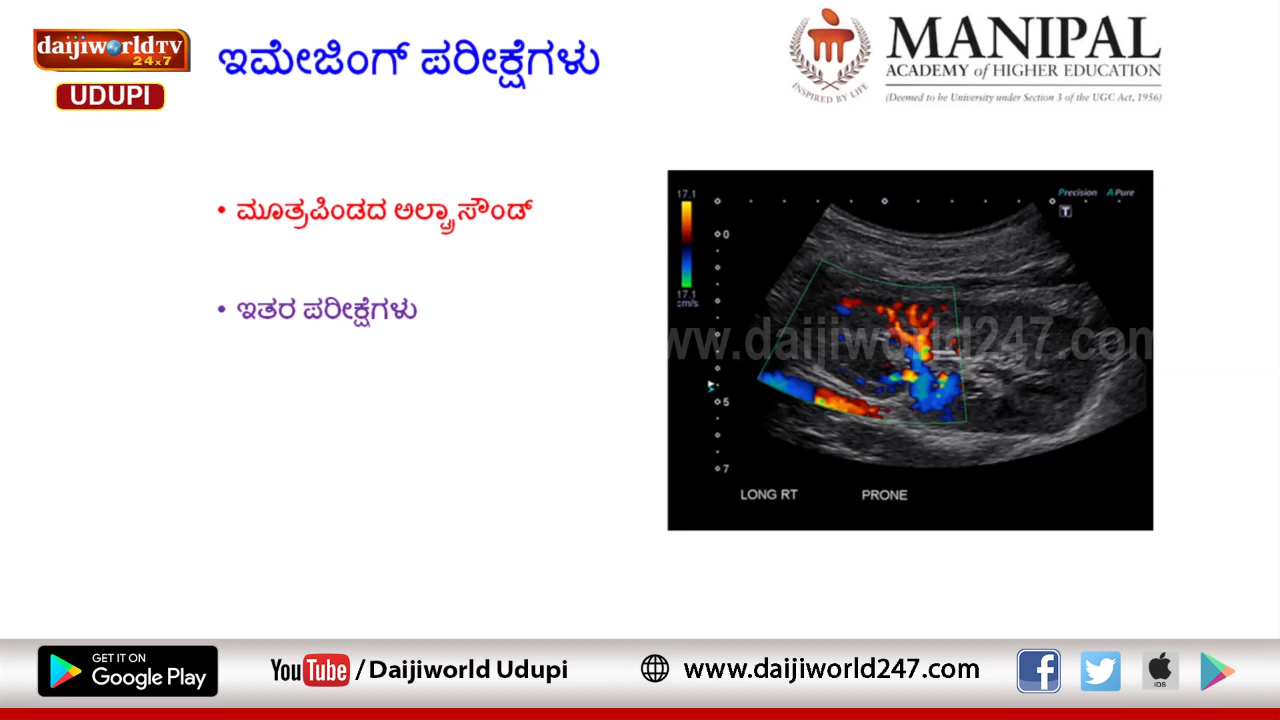 daijiworldTV
24x7
UDUPI
ಇಮೇಜಿಂಗ್ ಪರೀಕ್ಷೆಗಳು
INSPIRED BY LIFE
MANIPAL
ACADEMY of HIGHER EDUCATION
(Deemed to be University under Section 3 of the UGC Act, 1956)
• ಮೂತ್ರಪಿಂಡದ ಅಲ್ಟ್ರಾಸೌಂಡ್
• ಇತರ ಪರೀಕ್ಷೆಗಳು
17.1
17.1
cm/s
Precision A Pure
T
0
5
7
www.daijiworld247.com
LONG RT PRONE
GET IT ON
Google Play
YouTube / Daijiworld Udupi
www.daijiworld247.com
f
iOS